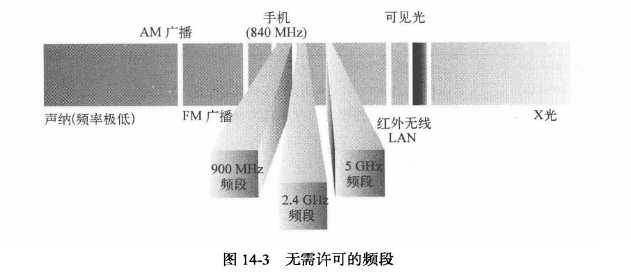 AM 广播
手机
(840 MHz)
可见光
声纳(频率极低)
FM 广播
红外无线
LAN
X光
900 MHz
频段
2.4 GHz
频段
5 GHz
频段
图 14-3 无需许可的频段